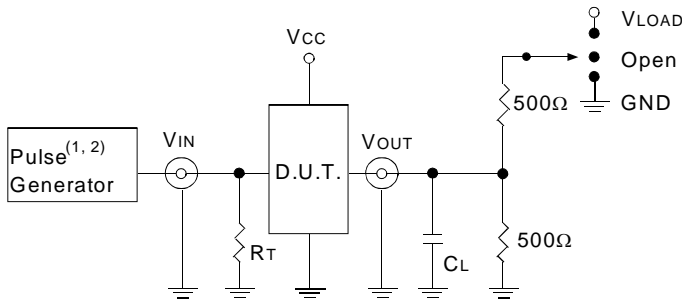 VLOAD
Open
GND
VCC
500Ω
Pulse(1, 2)
Generator
VIN
D.U.T.
VOUT
RT
CL
500Ω